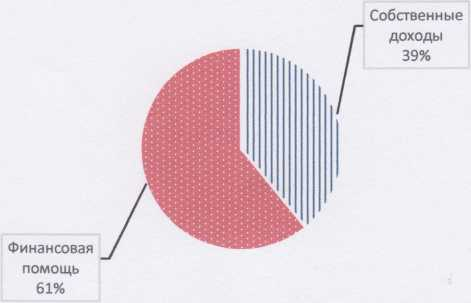 Собственные
доходы
39%
Финансовая
помощь
61%